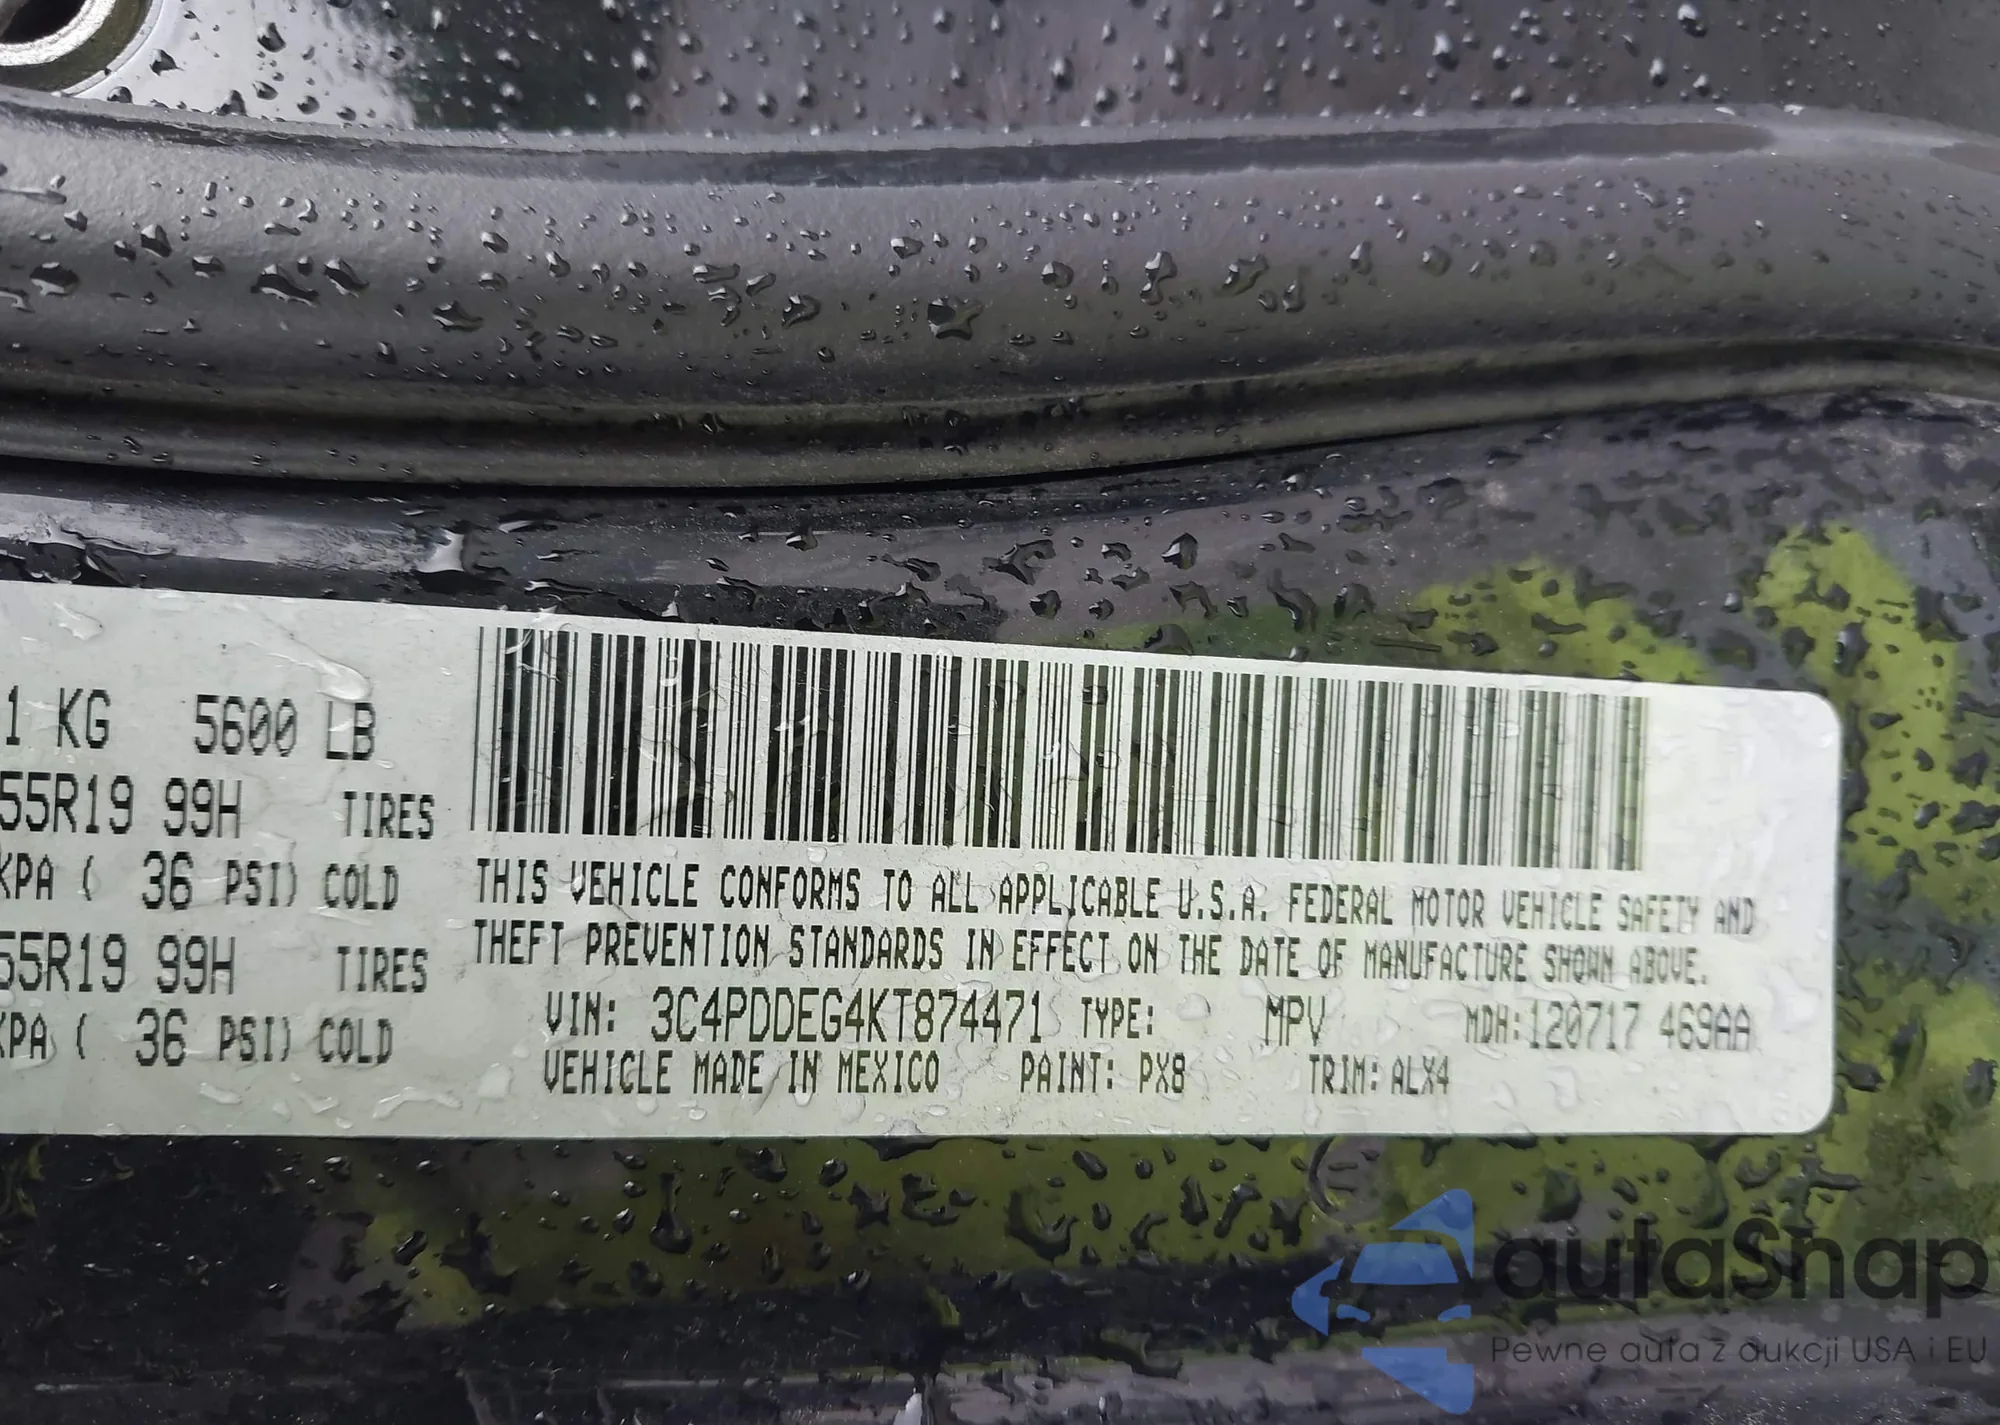 1 KG 5600 LB
55R19 99H TIRES
KPA ( 36 PSI) COLD
55R19 99H TIRES
KPA ( 36 PSI) COLD
THIS VEHICLE CONFORMS TO ALL APPLICABLE U.S.A. FEDERAL MOTOR VEHICLE SAFETY AND
THEFT PREVENTION STANDARDS IN EFFECT ON THE DATE OF MANUFACTURE SHOWN ABOVE.
VIN: 3C4PDDEG4KT874471 TYPE: MPV MDH:120717 469AA
VEHICLE MADE IN MEXICO PAINT: PX8 TRIM: ALX4
autaSnap
Pewne auta z aukcji USA i EU